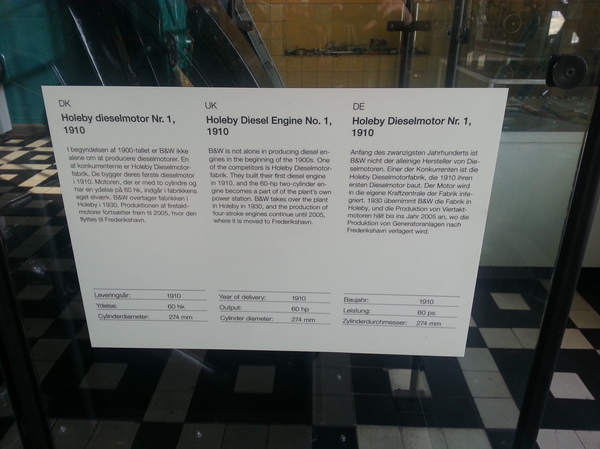 DK
Holeby dieselmotor Nr. 1,
1910
I begyndelsen af 1900-tallet er B&W ikke
alene om at producere dieselmotorer. En
af konkurrenterne er Holeby Dieselmotor-
fabrik. De bygger deres første dieselmotor
i 1910. Motoren, der er med to cylindre og
har en ydelse på 60 hk, indgår i fabrikkens
eget elværk. B&W overtager fabrikken i
Holeby i 1930. Produktionen af firetakt-
motorer fortsætter frem til 2005, hvor den
flyttes til Frederikshavn.
Leveringsår: 1910
Ydelse: 60 hk
Cylinderdiameter: 274 mm
UK
Holeby Diesel Engine No. 1,
1910
B&W is not alone in producing diesel en-
gines in the beginning of the 1900s. One
of the competitors is Holeby Dieselmotor-
fabrik. They built their first diesel engine
in 1910, and the 60-hp two-cylinder en-
gine becomes a part of the plant's own
power station. B&W takes over the plant
in Holeby in 1930, and the production of
four-stroke engines continue until 2005,
where it is moved to Frederikshavn.
Year of delivery: 1910
Output: 60 hp
Cylinder diameter: 274 mm
DE
Holeby Dieselmotor Nr. 1,
1910
Anfang des zwanzigsten Jahrhunderts ist
B&W nicht der alleinige Hersteller von Die-
selmotoren. Einer der Konkurrenten ist die
Holeby Dieselmotorfabrik, die 1910 ihren
ersten Dieselmotor baut. Der Motor wird
in die eigene Kraftzentrale der Fabrik inte-
griert. 1930 übernimmt B&W die Fabrik in
Holeby, und die Produktion von Viertakt-
motoren hält bis ins Jahr 2005 an, wo die
Produktion von Generatoranlagen nach
Frederikshavn verlagert wird.
Baujahr: 1910
Leistung: 60 ps
Zylinderdurchmesser: 274 mm